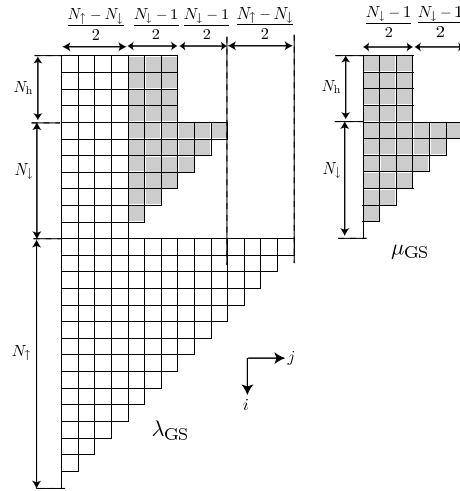 N↑ − N↓ N↓ − 1 N↓ − 1 N↑ − N↓
2 2 2 2
N↓ − 1 N↓ − 1
2 2
Nh
Nh
N↓
N↓
μGS
N↑
j
i
λGS